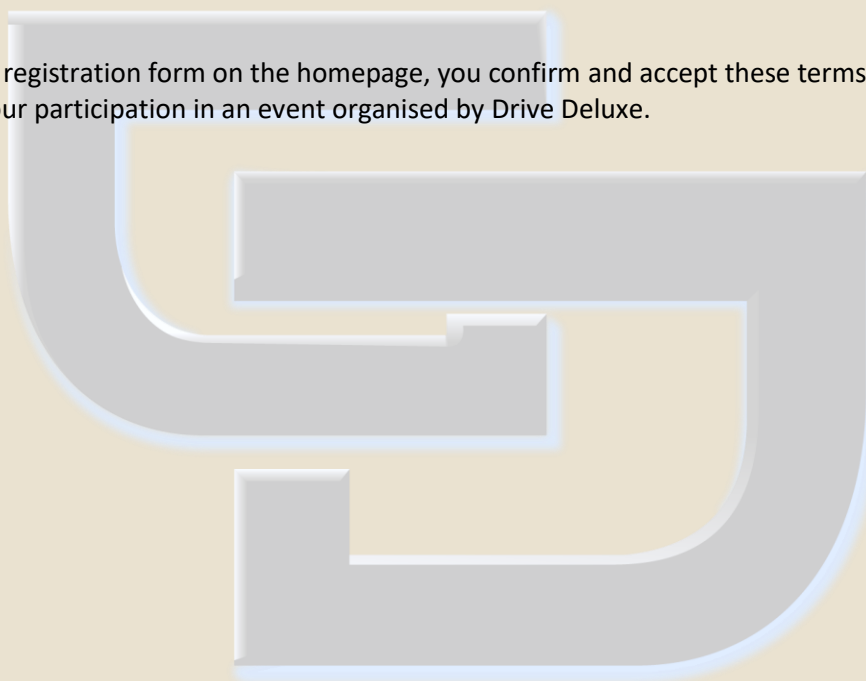 registration form on the homepage, you confirm and accept these terms
our participation in an event organised by Drive Deluxe.